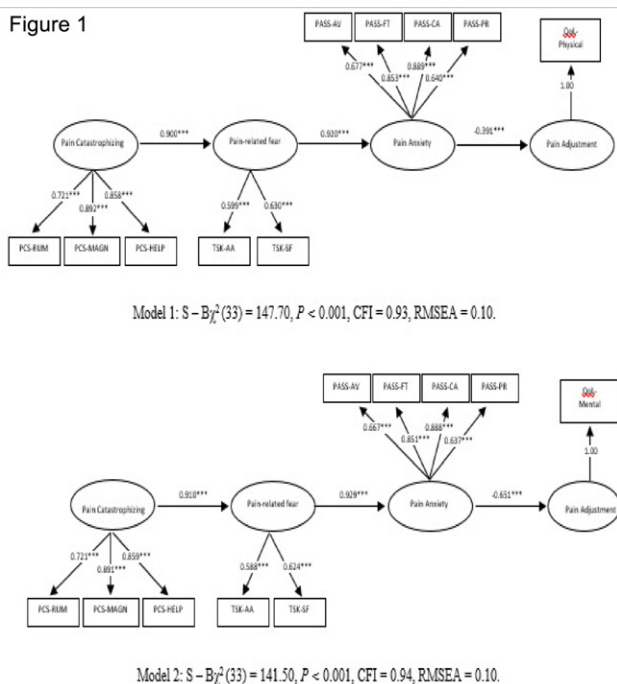 Figure 1
PASS-AV PASS-FT PASS-CA PASS-PR
QoL-
Physical
0.677*** 0.853*** 0.889*** 0.640***
1.00
Pain Catastrophizing 0.900*** Pain-related fear 0.920*** Pain Anxiety -0.391*** Pain Adjustment
0.721*** 0.892*** 0.858***
0.599*** 0.630***
PCS-RUM PCS-MAGN PCS-HELP TSK-AA TSK-SF
Model 1: S – Bχ²(33) = 147.70, P < 0.001, CFI = 0.93, RMSEA = 0.10.
PASS-AV PASS-FT PASS-CA PASS-PR
QoL-
Mental
0.667*** 0.851*** 0.888*** 0.637***
1.00
Pain Catastrophizing 0.910*** Pain-related fear 0.929*** Pain Anxiety -0.651*** Pain Adjustment
0.721*** 0.891*** 0.859***
0.588*** 0.624***
PCS-RUM PCS-MAGN PCS-HELP TSK-AA TSK-SF
Model 2: S – Bχ²(33) = 141.50, P < 0.001, CFI = 0.94, RMSEA = 0.10.